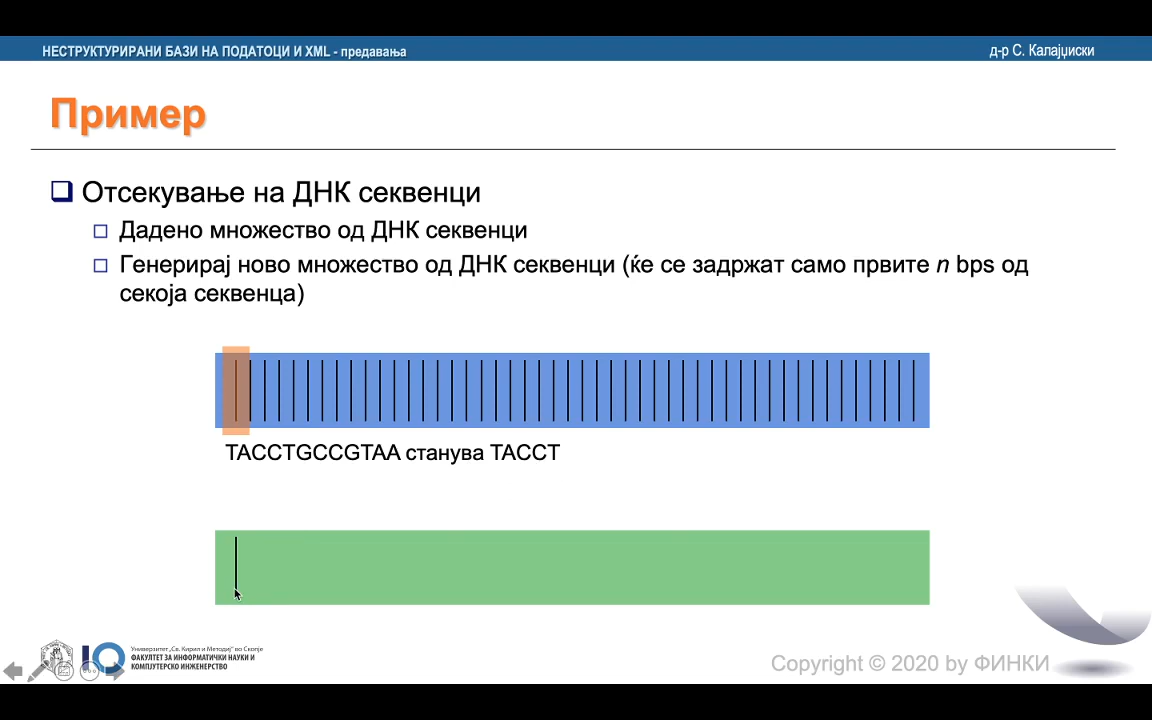 НЕСТРУКТУРИРАНИ БАЗИ НА ПОДАТОЦИ И XML - предавања
д-р С. Калајџиски
Пример
Отсекување на ДНК секвенци
Дадено множество од ДНК секвенци
Генерирај ново множество од ДНК секвенци (ќе се задржат само првите n bps од
секоја секвенца)
TACCTGCCGTAA станува TACCT
Универзитет „Св. Кирил и Методиј“ во Скопје
ФАКУЛТЕТ ЗА ИНФОРМАТИЧКИ НАУКИ И
КОМПЈУТЕРСКО ИНЖЕНЕРСТВО
Copyright © 2020 by ФИНКИ